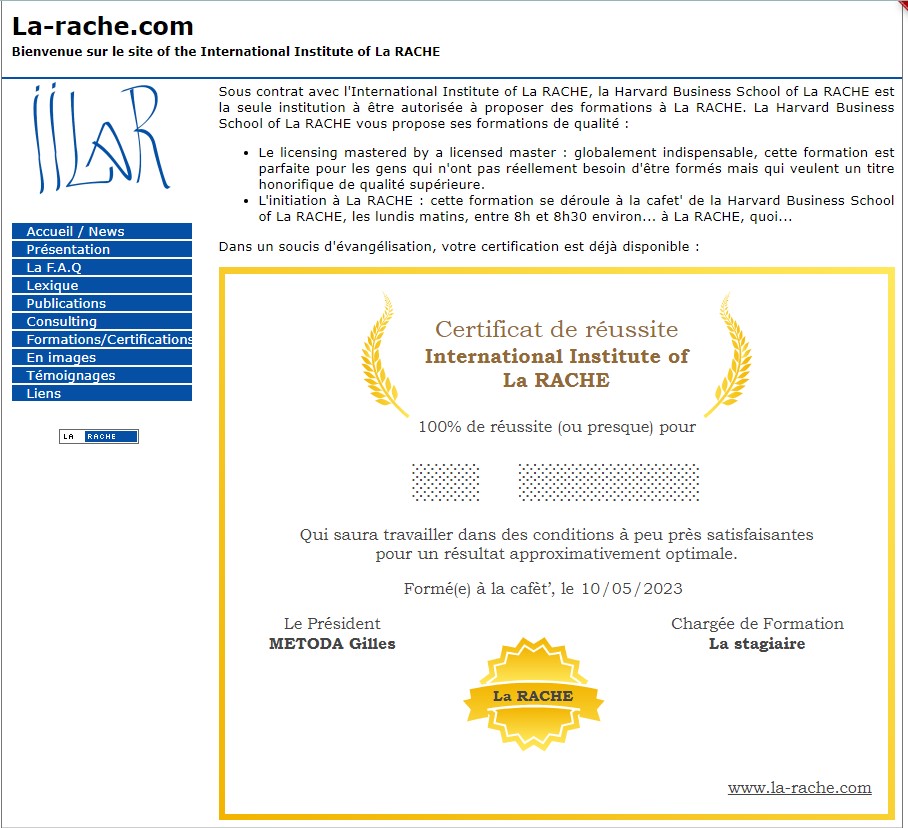 La-rache.com
Bienvenue sur le site of the International Institute of La RACHE
iiLaR
Accueil / News
Présentation
La F.A.Q
Lexique
Publications
Consulting
Formations/Certifications
En images
Témoignages
Liens
LA RACHE
Sous contrat avec l'International Institute of La RACHE, la Harvard Business School of La RACHE est
la seule institution à être autorisée à proposer des formations à La RACHE. La Harvard Business
School of La RACHE vous propose ses formations de qualité :
• Le licensing mastered by a licensed master : globalement indispensable, cette formation est
parfaite pour les gens qui n'ont pas réellement besoin d'être formés mais qui veulent un titre
honorifique de qualité supérieure.
• L'initiation à La RACHE : cette formation se déroule à la cafet' de la Harvard Business School
of La RACHE, les lundis matins, entre 8h et 8h30 environ... à La RACHE, quoi...
Dans un soucis d'évangélisation, votre certification est déjà disponible :
Certificat de réussite
International Institute of
La RACHE
100% de réussite (ou presque) pour
Qui saura travailler dans des conditions à peu près satisfaisantes
pour un résultat approximativement optimale.
Formé(e) à la cafèt’, le 10/05/2023
Le Président
METODA Gilles
Chargée de Formation
La stagiaire
La RACHE
www.la-rache.com